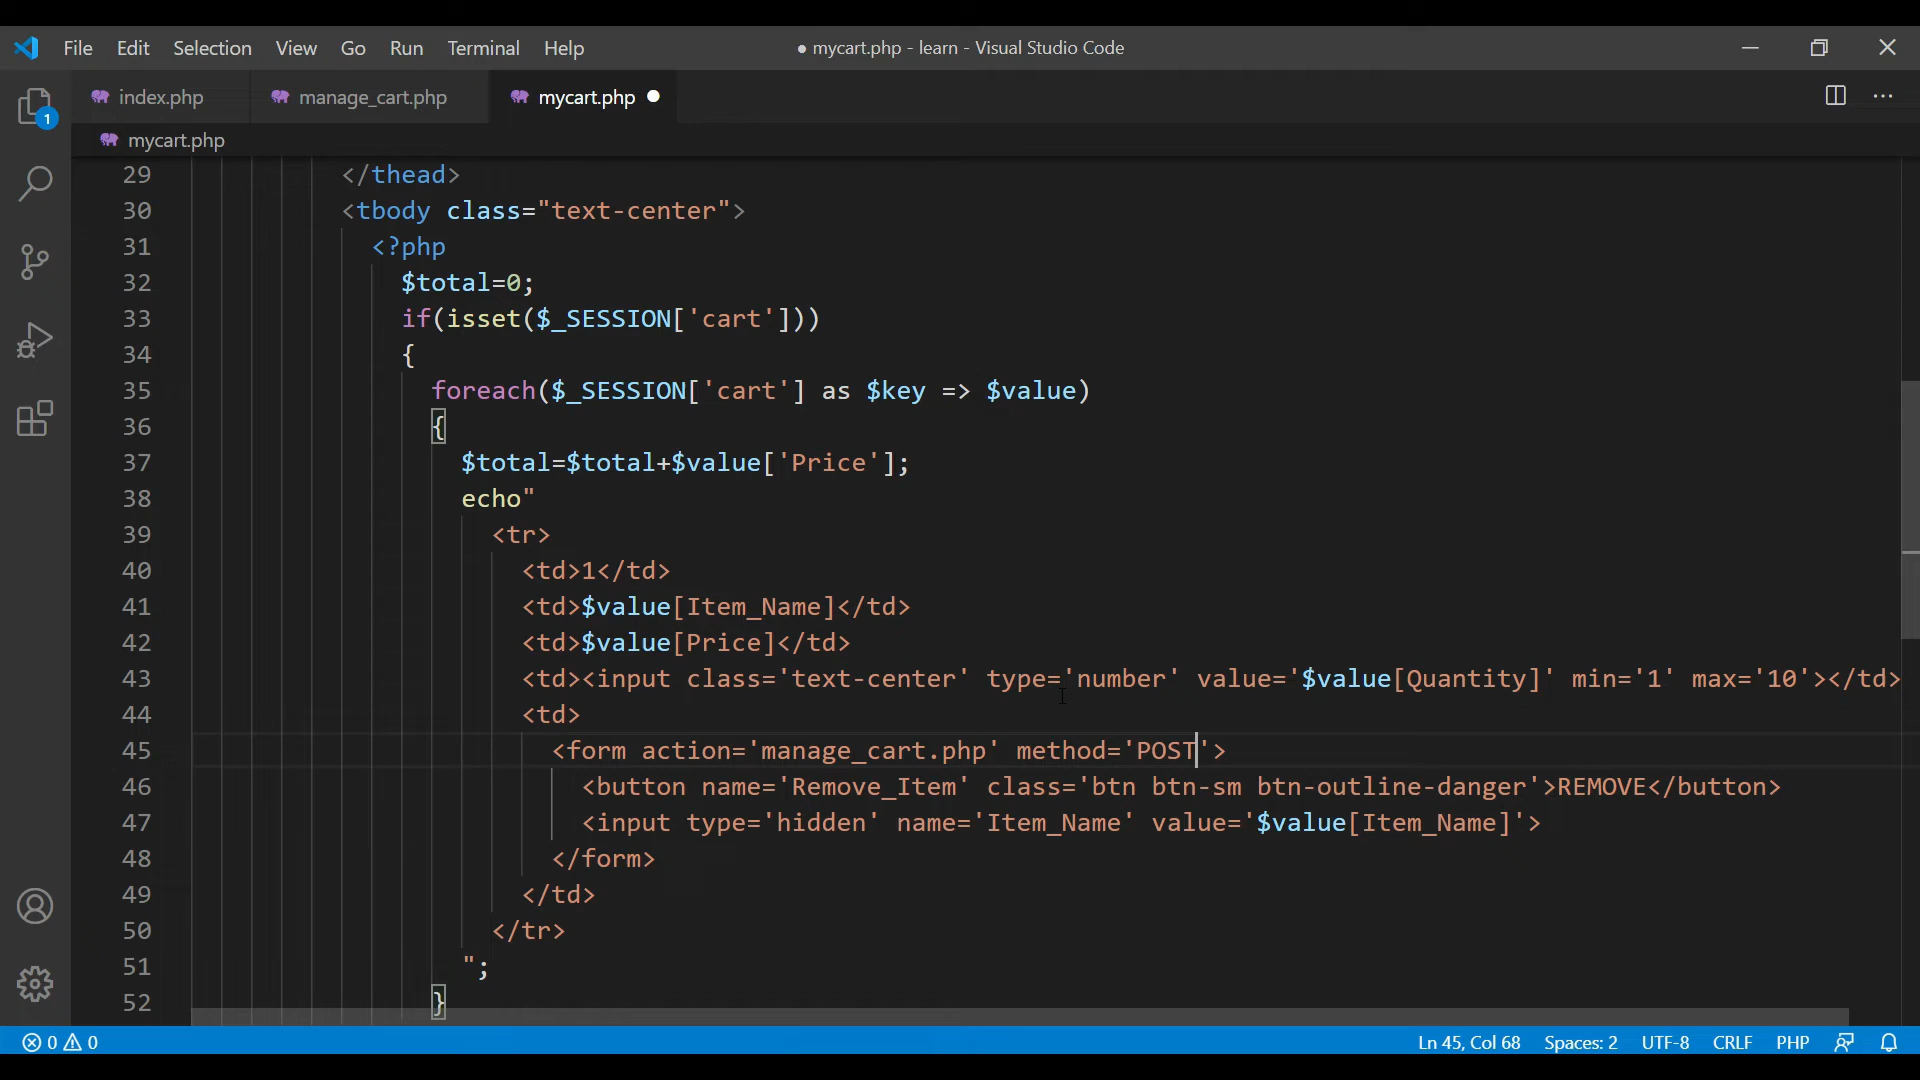 File Edit Selection View Go Run Terminal Help ● mycart.php - learn - Visual Studio Code
index.php manage_cart.php mycart.php ●
1
mycart.php
29 </thead>
30 <tbody class="text-center">
31 <?php
32 $total=0;
33 if(isset($_SESSION['cart']))
34 {
35 foreach($_SESSION['cart'] as $key => $value)
36 {
37 $total=$total+$value['Price'];
38 echo"
39 <tr>
40 <td>1</td>
41 <td>$value[Item_Name]</td>
42 <td>$value[Price]</td>
43 <td><input class='text-center' type='number' value='$value[Quantity]' min='1' max='10'></td>
44 <td>
45 <form action='manage_cart.php' method='POST'>
46 <button name='Remove_Item' class='btn btn-sm btn-outline-danger'>REMOVE</button>
47 <input type='hidden' name='Item_Name' value='$value[Item_Name]'>
48 </form>
49 </td>
50 </tr>
51 ";
52 }
0 0 Ln 45, Col 68 Spaces: 2 UTF-8 CRLF PHP